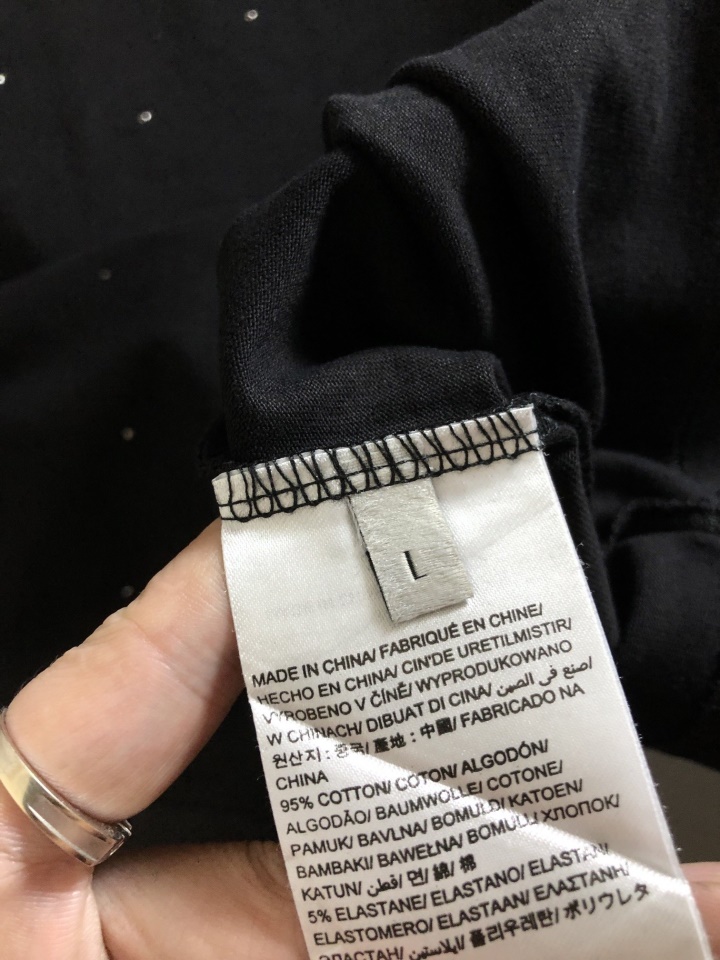 L
MADE IN CHINA/ FABRIQUÉ EN CHINE/
HECHO EN CHINA/ CIN'DE URETILMISTIR/
VYROBENO V ČÍNĚ/ WYPRODUKOWANO
W CHINACH/ DIBUAT DI CINA/ صنع في الصين/
원산지 : 중국/ 產地 : 中國/ FABRICADO NA
CHINA
95% COTTON/ COTON/ ALGODÓN/
ALGODÃO/ BAUMWOLLE/ COTONE/
PAMUK/ BAVLNA/ BOMULD/ KATOEN/
BAMBAKI/ BAWEŁNA/ BOMULL/ ХЛОПОК/
KATUN/ قطن/ 면/ 綿/ 棉
5% ELASTANE/ ELASTANO/ ELASTAN/
ELASTOMERO/ ELASTAAN/ ΕΛΑΣΤΑΝΗ/
ЭЛАСТАН/ إيلاستين/ 폴리우레탄/ ポリウレタ